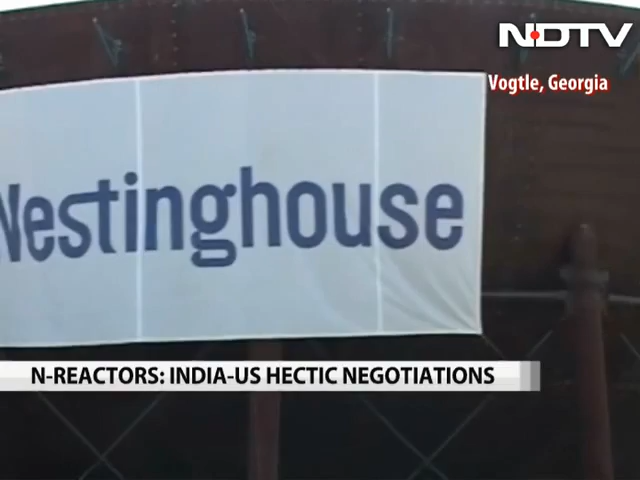 NDTV
Vogtle, Georgia
Westinghouse
N-REACTORS: INDIA-US HECTIC NEGOTIATIONS